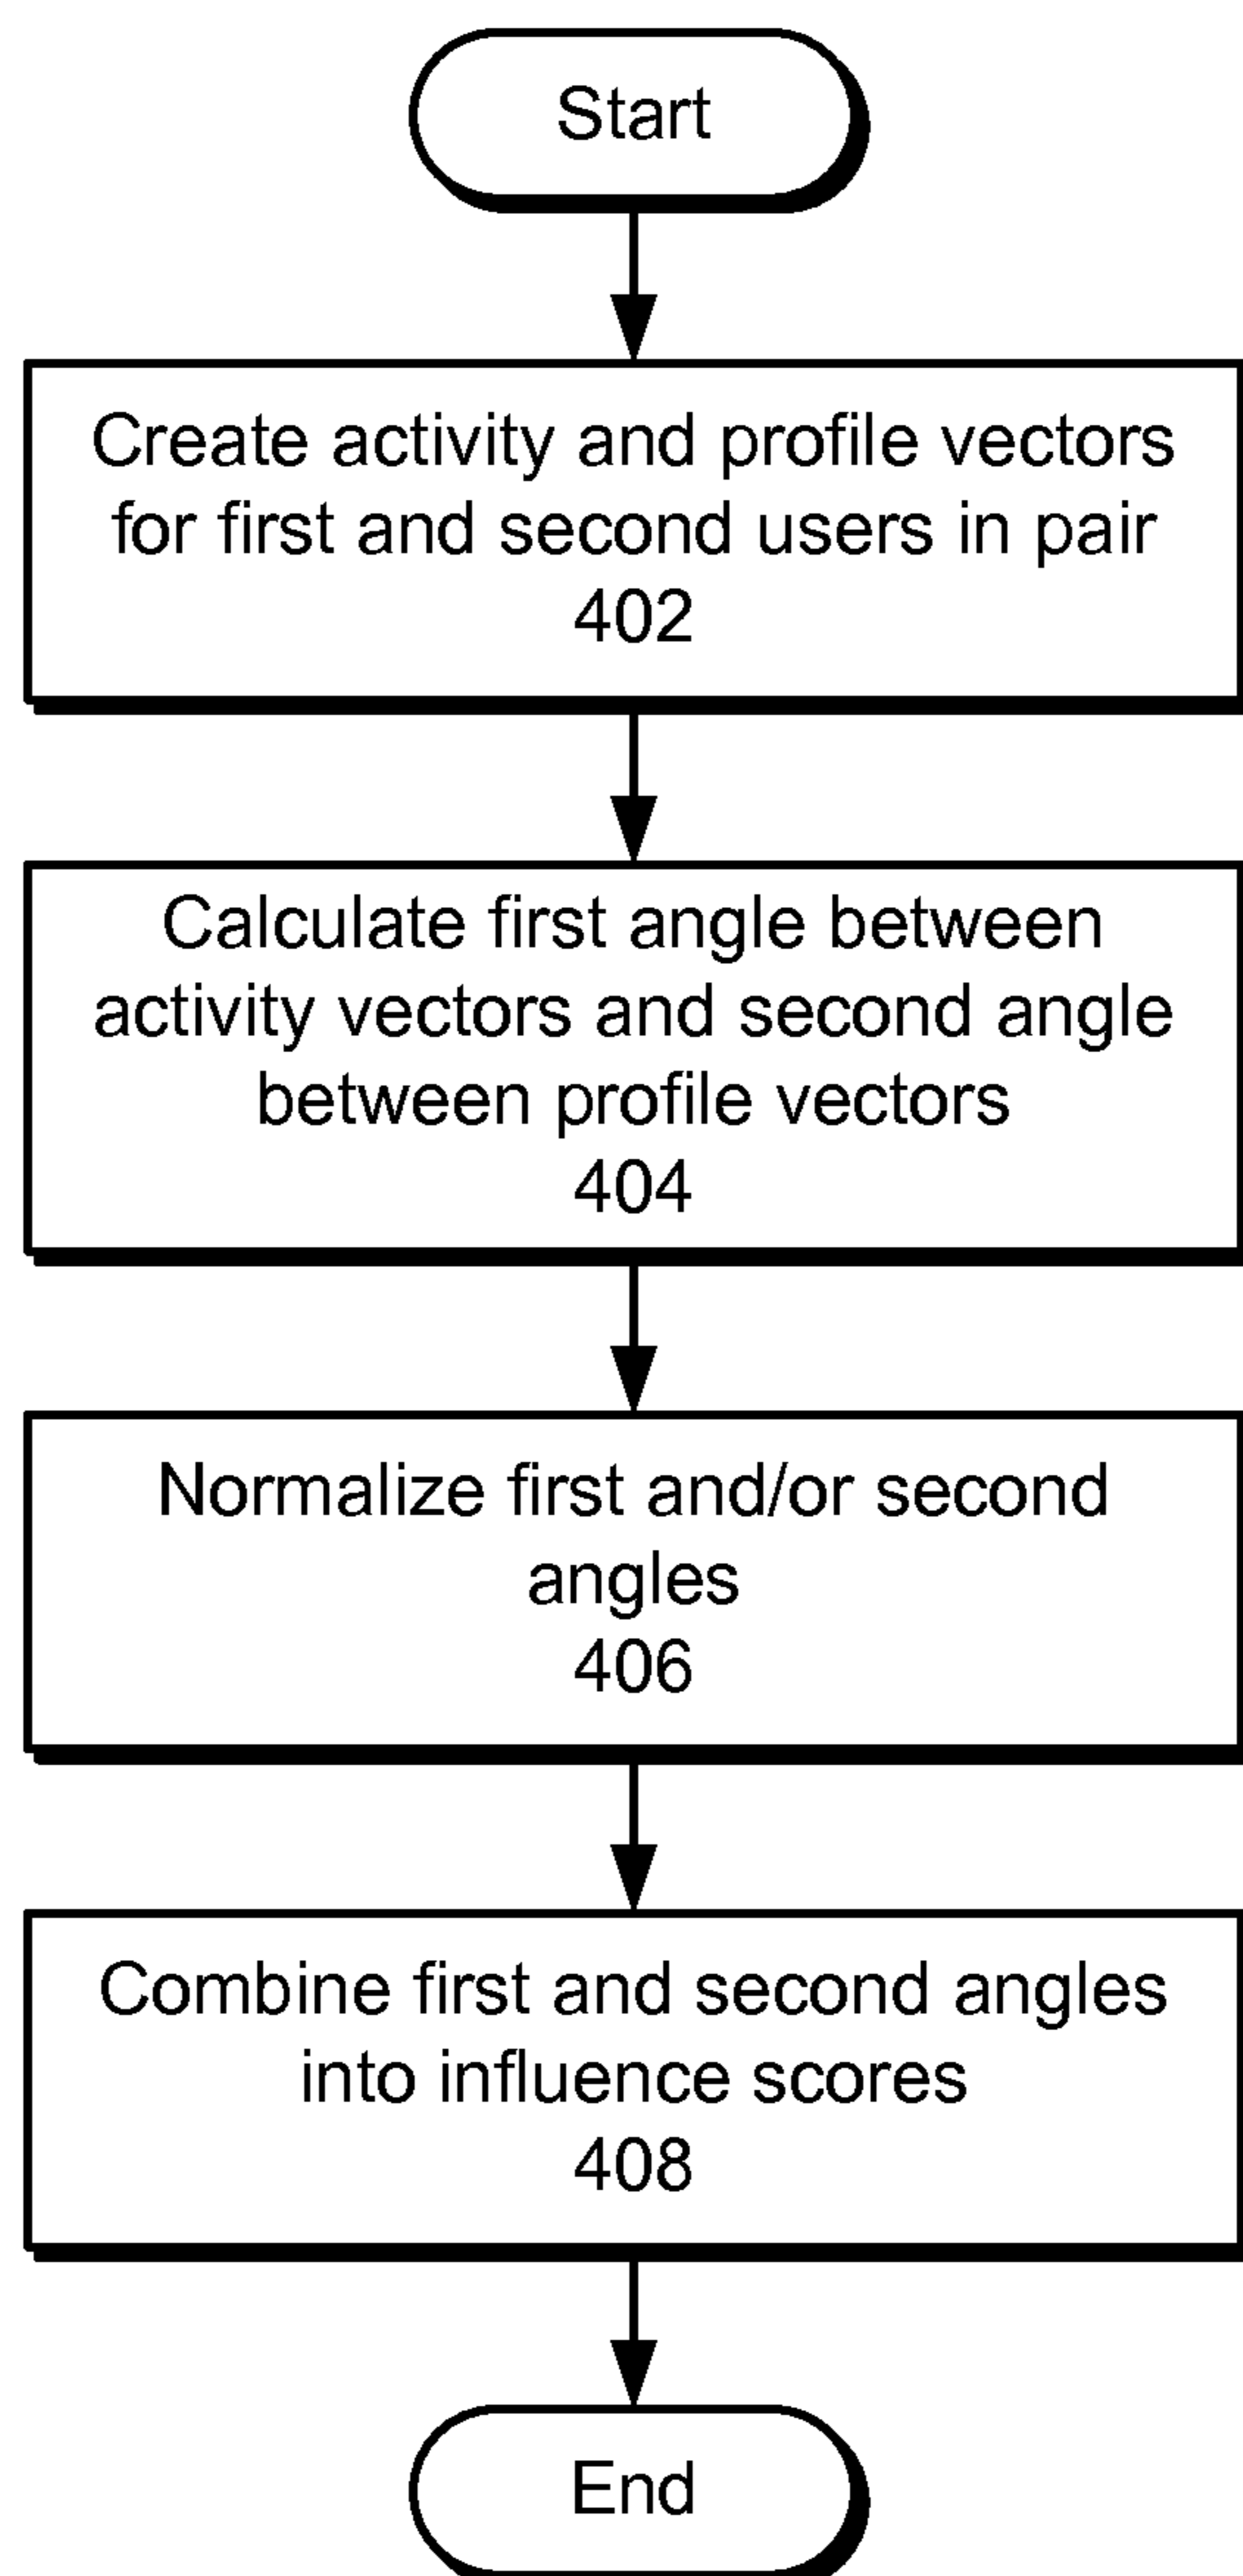 Start
Create activity and profile vectors
for first and second users in pair
402
Calculate first angle between
activity vectors and second angle
between profile vectors
404
Normalize first and/or second
angles
406
Combine first and second angles
into influence scores
408
End